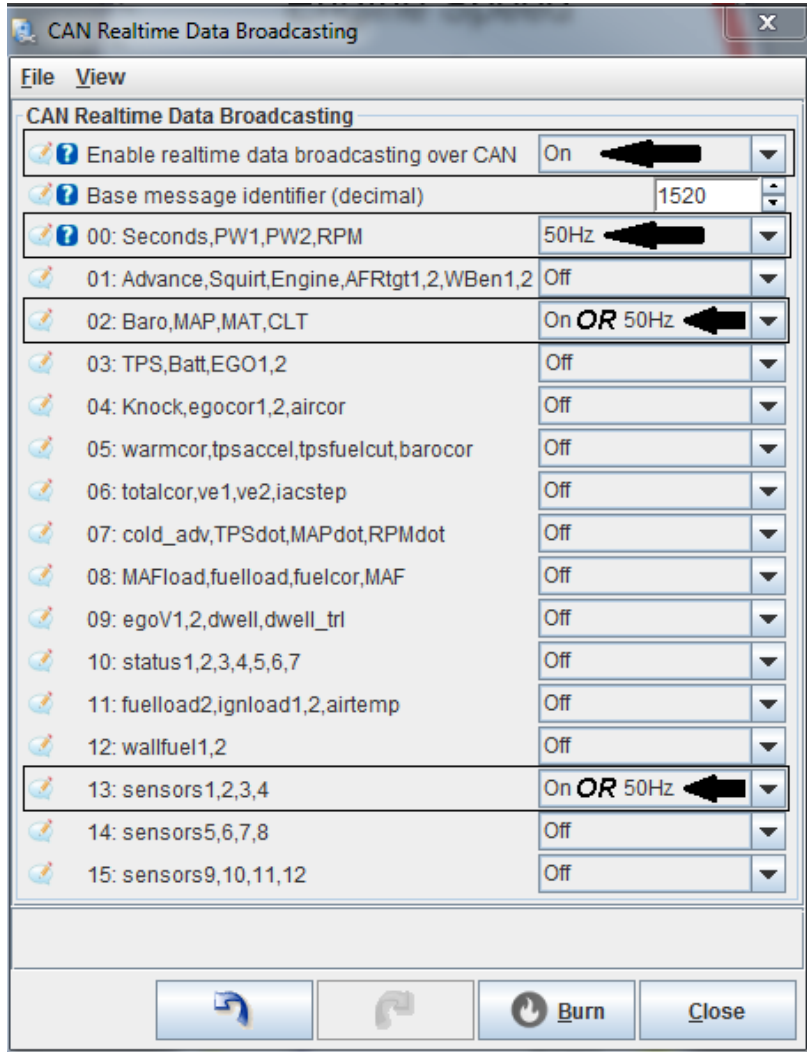 CAN Realtime Data Broadcasting
File View
CAN Realtime Data Broadcasting
Enable realtime data broadcasting over CAN On
Base message identifier (decimal) 1520
00: Seconds,PW1,PW2,RPM 50Hz
01: Advance,Squirt,Engine,AFRtgt1,2,WBen1,2 Off
02: Baro,MAP,MAT,CLT On OR 50Hz
03: TPS,Batt,EGO1,2 Off
04: Knock,egocor1,2,aircor Off
05: warmcor,tpsaccel,tpsfuelcut,barocor Off
06: totalcor,ve1,ve2,iacstep Off
07: cold_adv,TPSdot,MAPdot,RPMdot Off
08: MAFload,fuelload,fuelcor,MAF Off
09: egoV1,2,dwell,dwell_trl Off
10: status1,2,3,4,5,6,7 Off
11: fuelload2,ignload1,2,airtemp Off
12: wallfuel1,2 Off
13: sensors1,2,3,4 On OR 50Hz
14: sensors5,6,7,8 Off
15: sensors9,10,11,12 Off
Burn Close